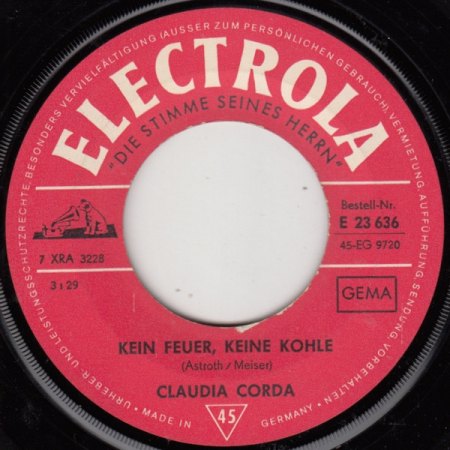 URHEBER- UND LEISTUNGSSCHUTZRECHTE, BESONDERS VERVIELFÄLTIGUNG (AUSSER ZUM PERSÖNLICHEN GEBRAUCH), VERMIETUNG, AUFFÜHRUNG, SENDUNG VORBEHALTEN
ELECTROLA
"DIE STIMME SEINES HERRN"
Bestell-Nr.
E 23 636
45-EG 9720
7 XRA 3228
3:29
GEMA
KEIN FEUER, KEINE KOHLE
(Astroth / Meiser)
CLAUDIA CORDA
MADE IN 45 GERMANY